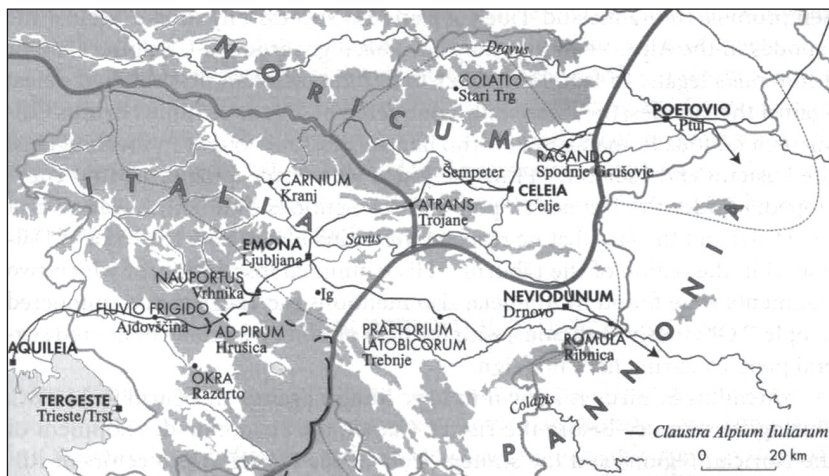 NORICUM
Dravus
COLATIO
Stari Trg
POETOVIO
Ptuj
RAGANDO
Spodnje Grušovje
Šempeter
CELEIA
Celje
ITALIA
CARNIUM
Kranj
ATRANS
Trojane
EMONA
Ljubljana
Savus
NAUPORTUS
Vrhnika
Ig
FLUVIO FRIGIDO
Ajdovščina
AD PIRUM
Hrušica
PRAETORIUM
LATOBICORUM
Trebnje
NEVIODUNUM
Drnovo
ROMULA
Ribnica
AQUILEIA
OKRA
Razdrto
TERGESTE
Trieste/Trst
Colapis
PANNONIA
Claustra Alpium Iuliarum
20 km